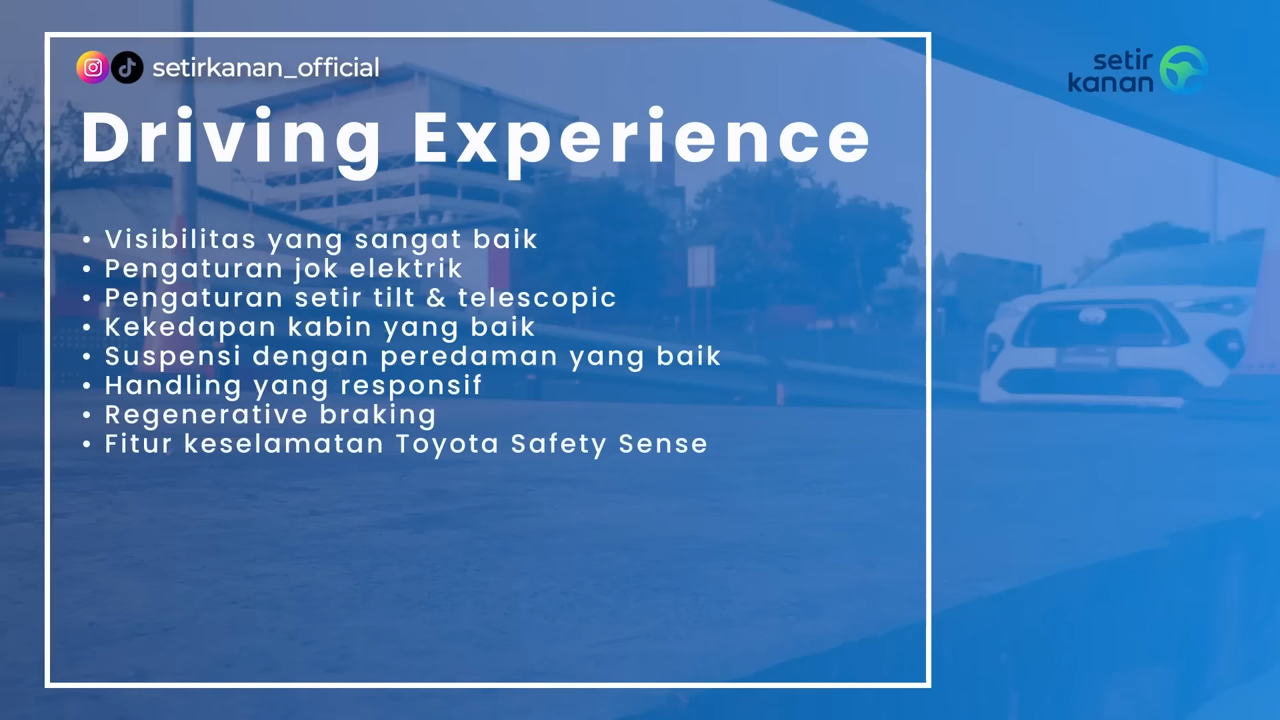 setirkanan_official
setir
kanan
Driving Experience
• Visibilitas yang sangat baik
• Pengaturan jok elektrik
• Pengaturan setir tilt & telescopic
• Kekedapan kabin yang baik
• Suspensi dengan peredaman yang baik
• Handling yang responsif
• Regenerative braking
• Fitur keselamatan Toyota Safety Sense